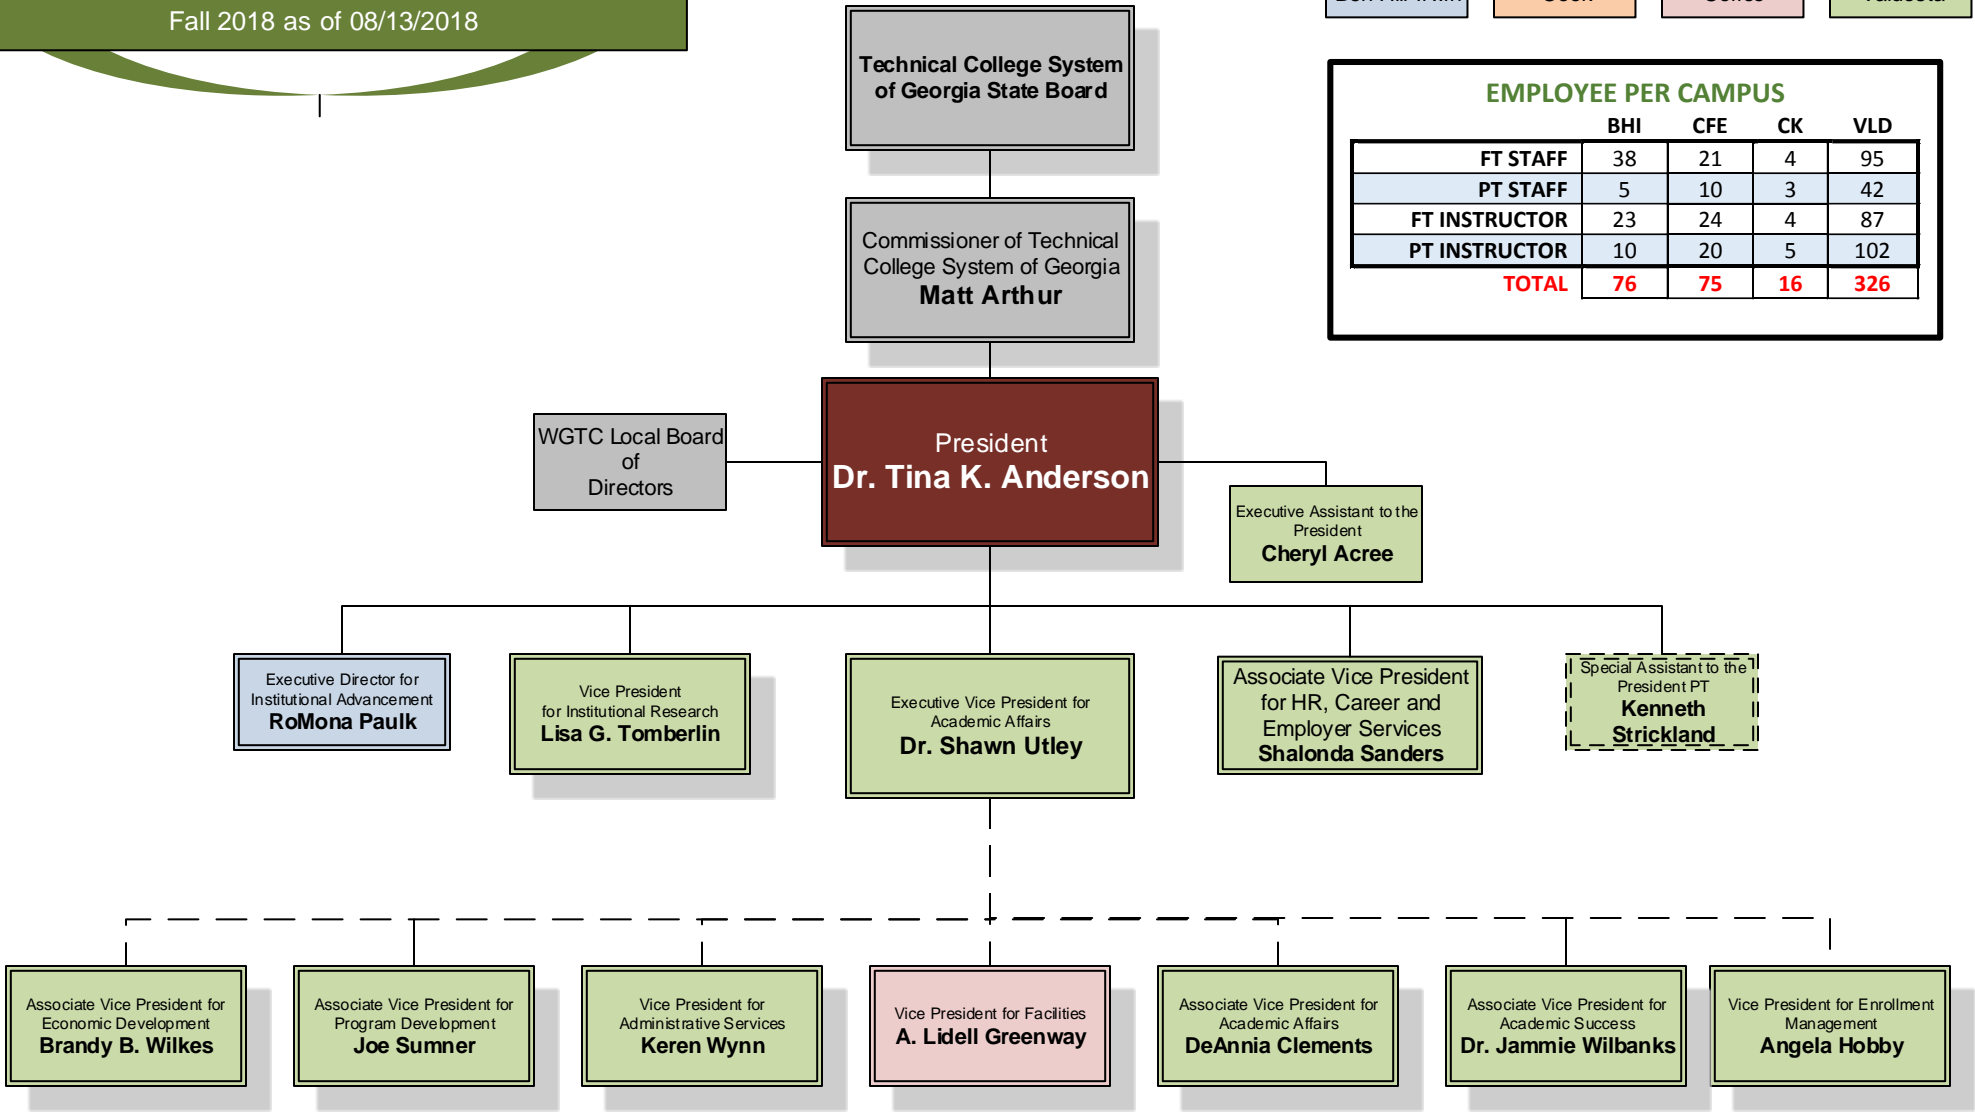 Fall 2018 as of 08/13/2018
Technical College System
of Georgia State Board
EMPLOYEE PER CAMPUS
BHI CFE CK VLD
FT STAFF 38 21 4 95
PT STAFF 5 10 3 42
FT INSTRUCTOR 23 24 4 87
PT INSTRUCTOR 10 20 5 102
TOTAL 76 75 16 326
Commissioner of Technical
College System of Georgia
Matt Arthur
WGTC Local Board
of
Directors
President
Dr. Tina K. Anderson
Executive Assistant to the
President
Cheryl Acree
Executive Director for
Institutional Advancement
RoMona Paulk
Vice President
for Institutional Research
Lisa G. Tomberlin
Executive Vice President for
Academic Affairs
Dr. Shawn Utley
Associate Vice President
for HR, Career and
Employer Services
Shalonda Sanders
Special Assistant to the
President PT
Kenneth
Strickland
Associate Vice President for
Economic Development
Brandy B. Wilkes
Associate Vice President for
Program Development
Joe Sumner
Vice President for
Administrative Services
Keren Wynn
Vice President for Facilities
A. Lidell Greenway
Associate Vice President for
Academic Affairs
DeAnnia Clements
Associate Vice President for
Academic Success
Dr. Jammie Wilbanks
Vice President for Enrollment
Management
Angela Hobby